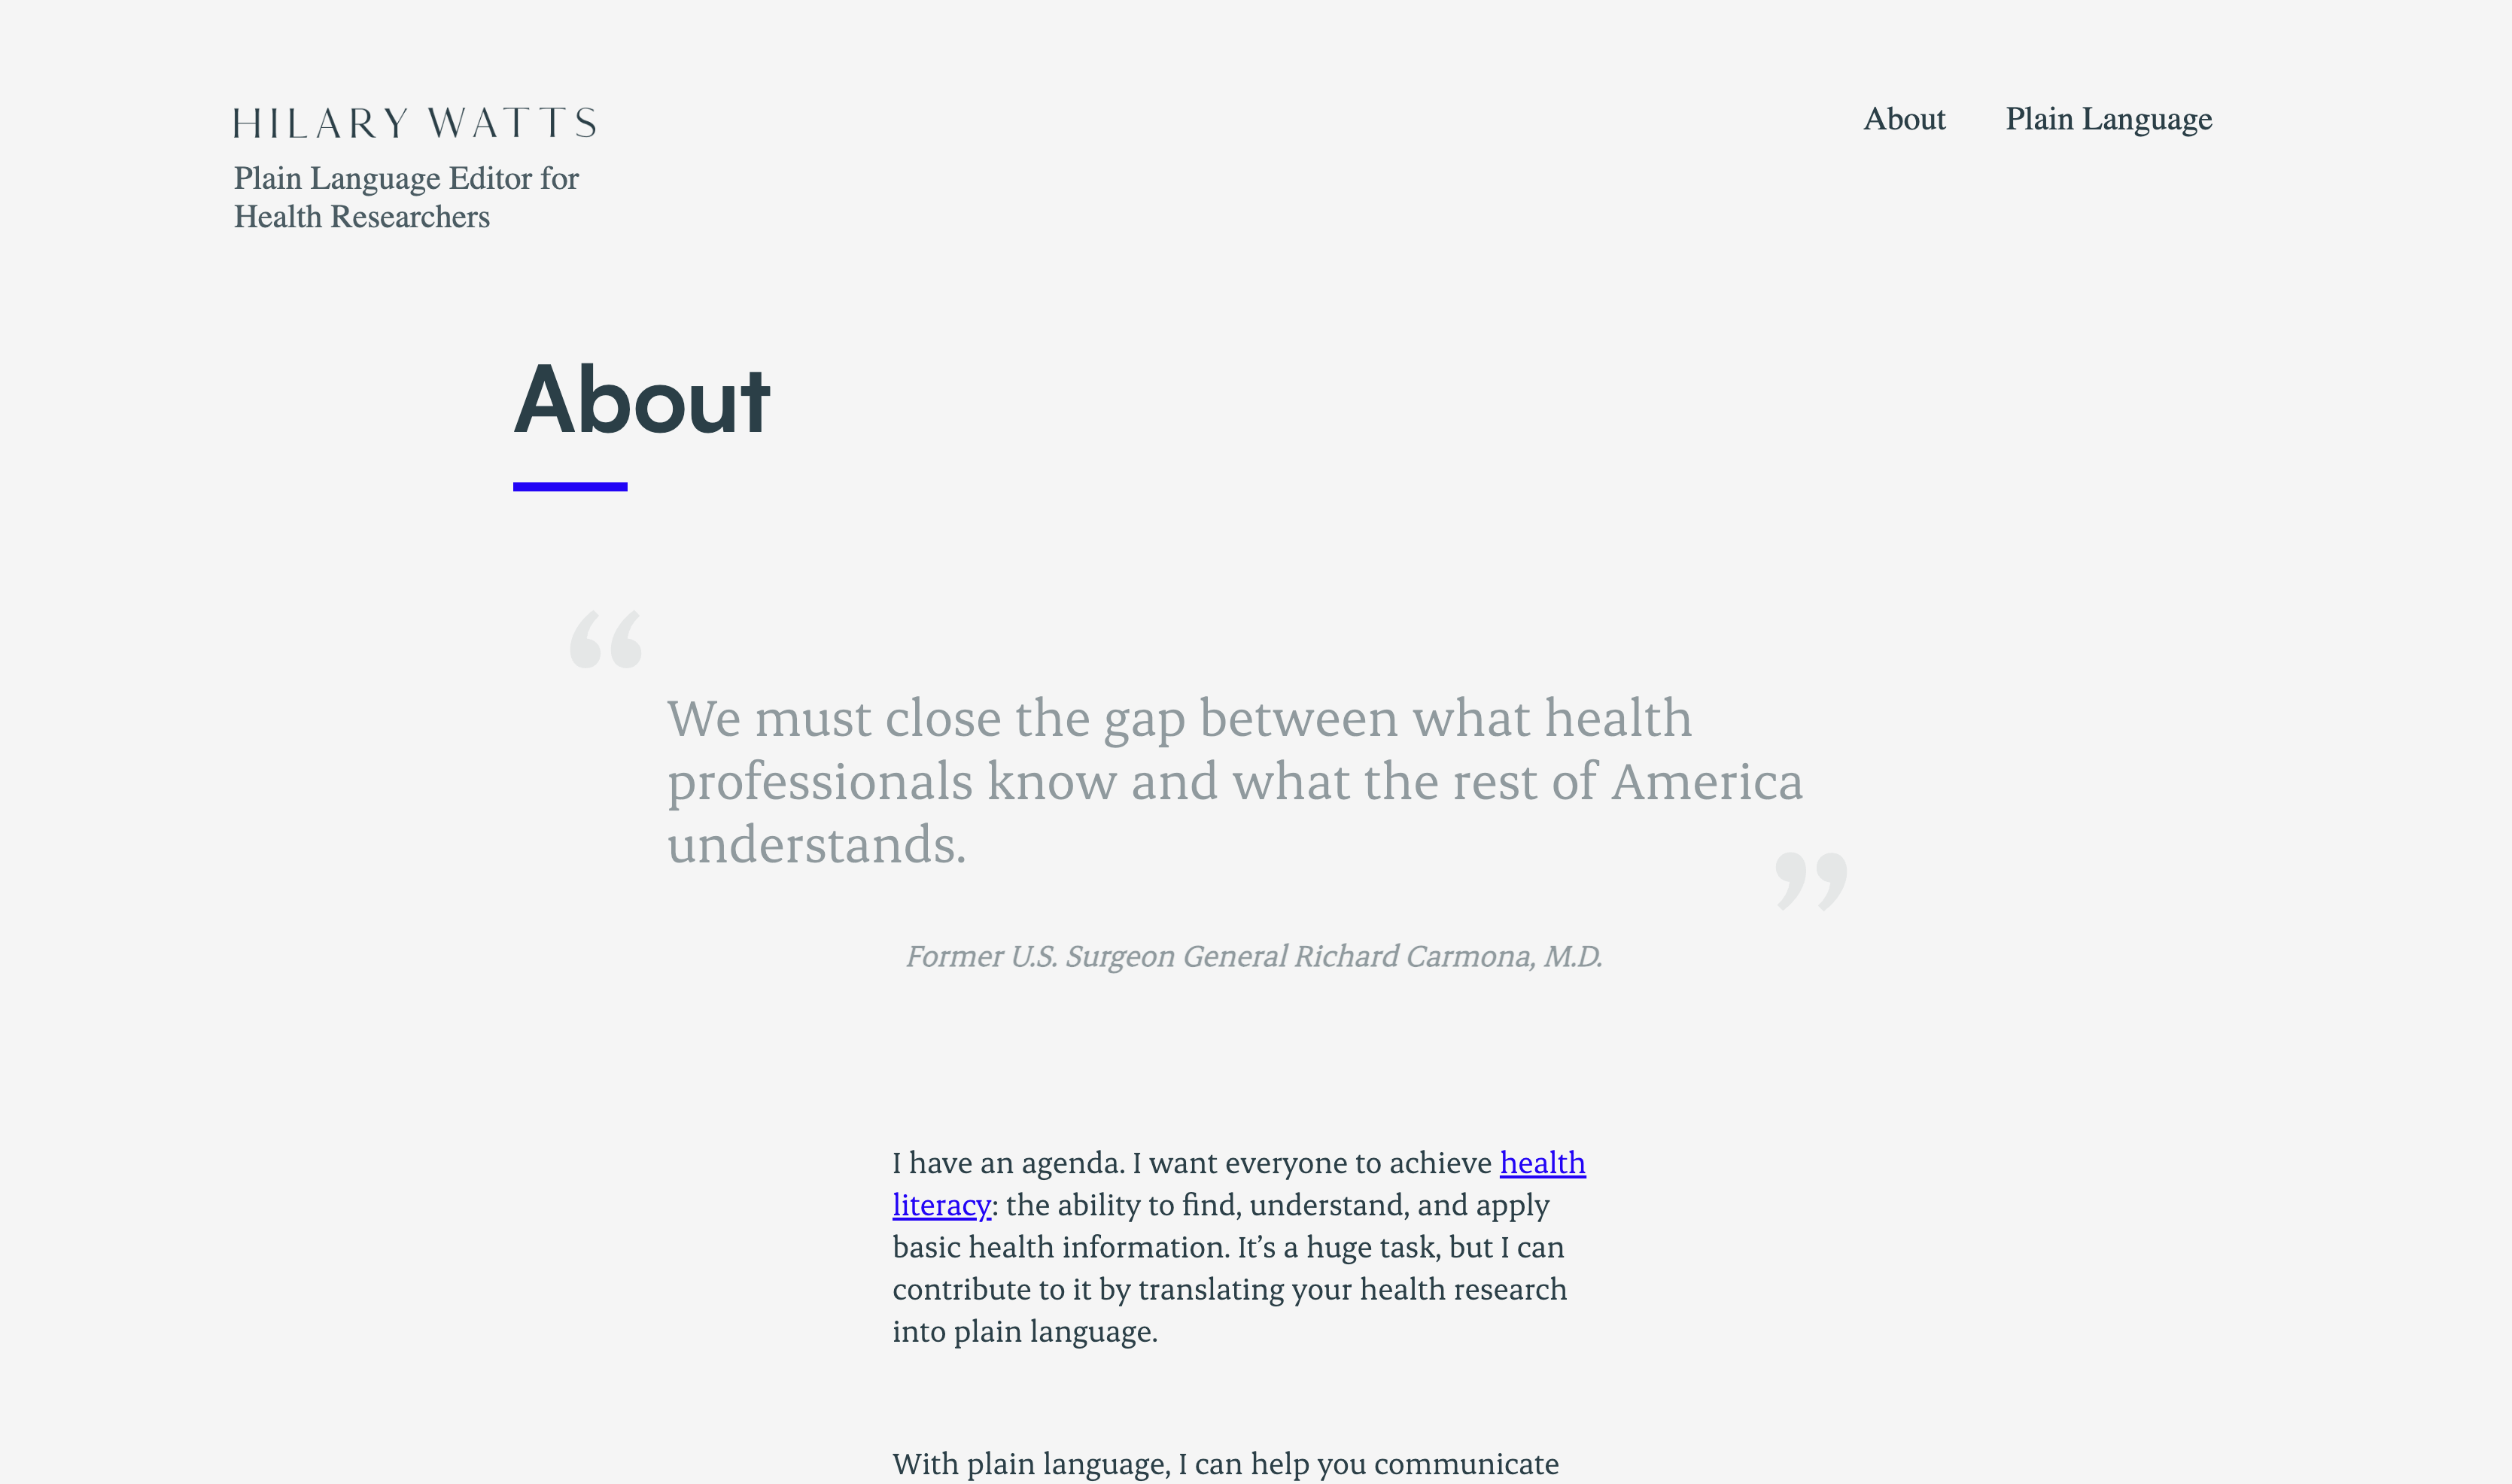 HILARY WATTS
About Plain Language
Plain Language Editor for
Health Researchers
About
“
We must close the gap between what health
professionals know and what the rest of America
understands.
”
Former U.S. Surgeon General Richard Carmona, M.D.
I have an agenda. I want everyone to achieve health
literacy: the ability to find, understand, and apply
basic health information. It’s a huge task, but I can
contribute to it by translating your health research
into plain language.
With plain language, I can help you communicate